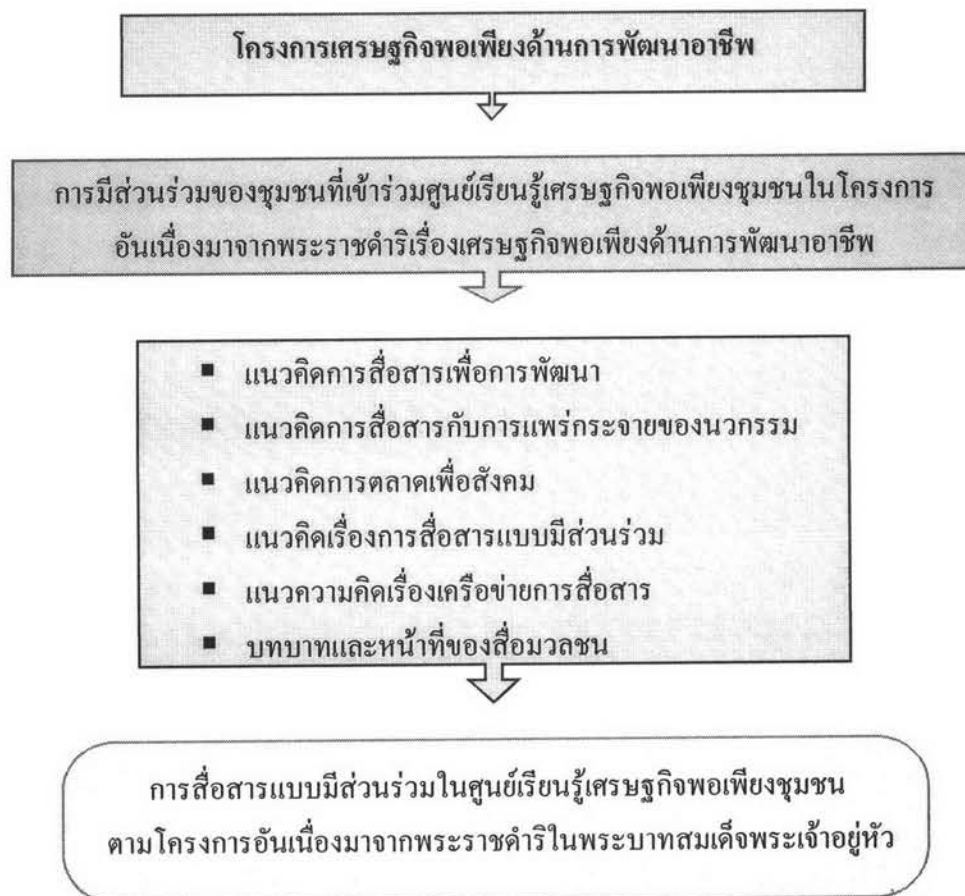 โครงการเศรษฐกิจพอเพียงด้านการพัฒนาอาชีพ
การมีส่วนร่วมของชุมชนที่เข้าร่วมศูนย์เรียนรู้เศรษฐกิจพอเพียงชุมชนในโครงการ
อันเนื่องมาจากพระราชดำริเรื่องเศรษฐกิจพอเพียงด้านการพัฒนาอาชีพ
▪ แนวคิดการสื่อสารเพื่อการพัฒนา
▪ แนวคิดการสื่อสารกับการแพร่กระจายของนวกรรม
▪ แนวคิดการตลาดเพื่อสังคม
▪ แนวคิดเรื่องการสื่อสารแบบมีส่วนร่วม
▪ แนวความคิดเรื่องเครือข่ายการสื่อสาร
▪ บทบาทและหน้าที่ของสื่อมวลชน
การสื่อสารแบบมีส่วนร่วมในศูนย์เรียนรู้เศรษฐกิจพอเพียงชุมชน
ตามโครงการอันเนื่องมาจากพระราชดำริในพระบาทสมเด็จพระเจ้าอยู่หัว